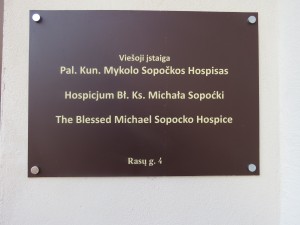 Viešoji įstaiga
Pal. Kun. Mykolo Sopočkos Hospisas
Hospicjum Bł. Ks. Michała Sopoćki
The Blessed Michael Sopocko Hospice
Rasų g. 4